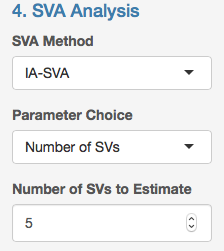 4. SVA Analysis
SVA Method
IA-SVA
Parameter Choice
Number of SVs
Number of SVs to Estimate
5